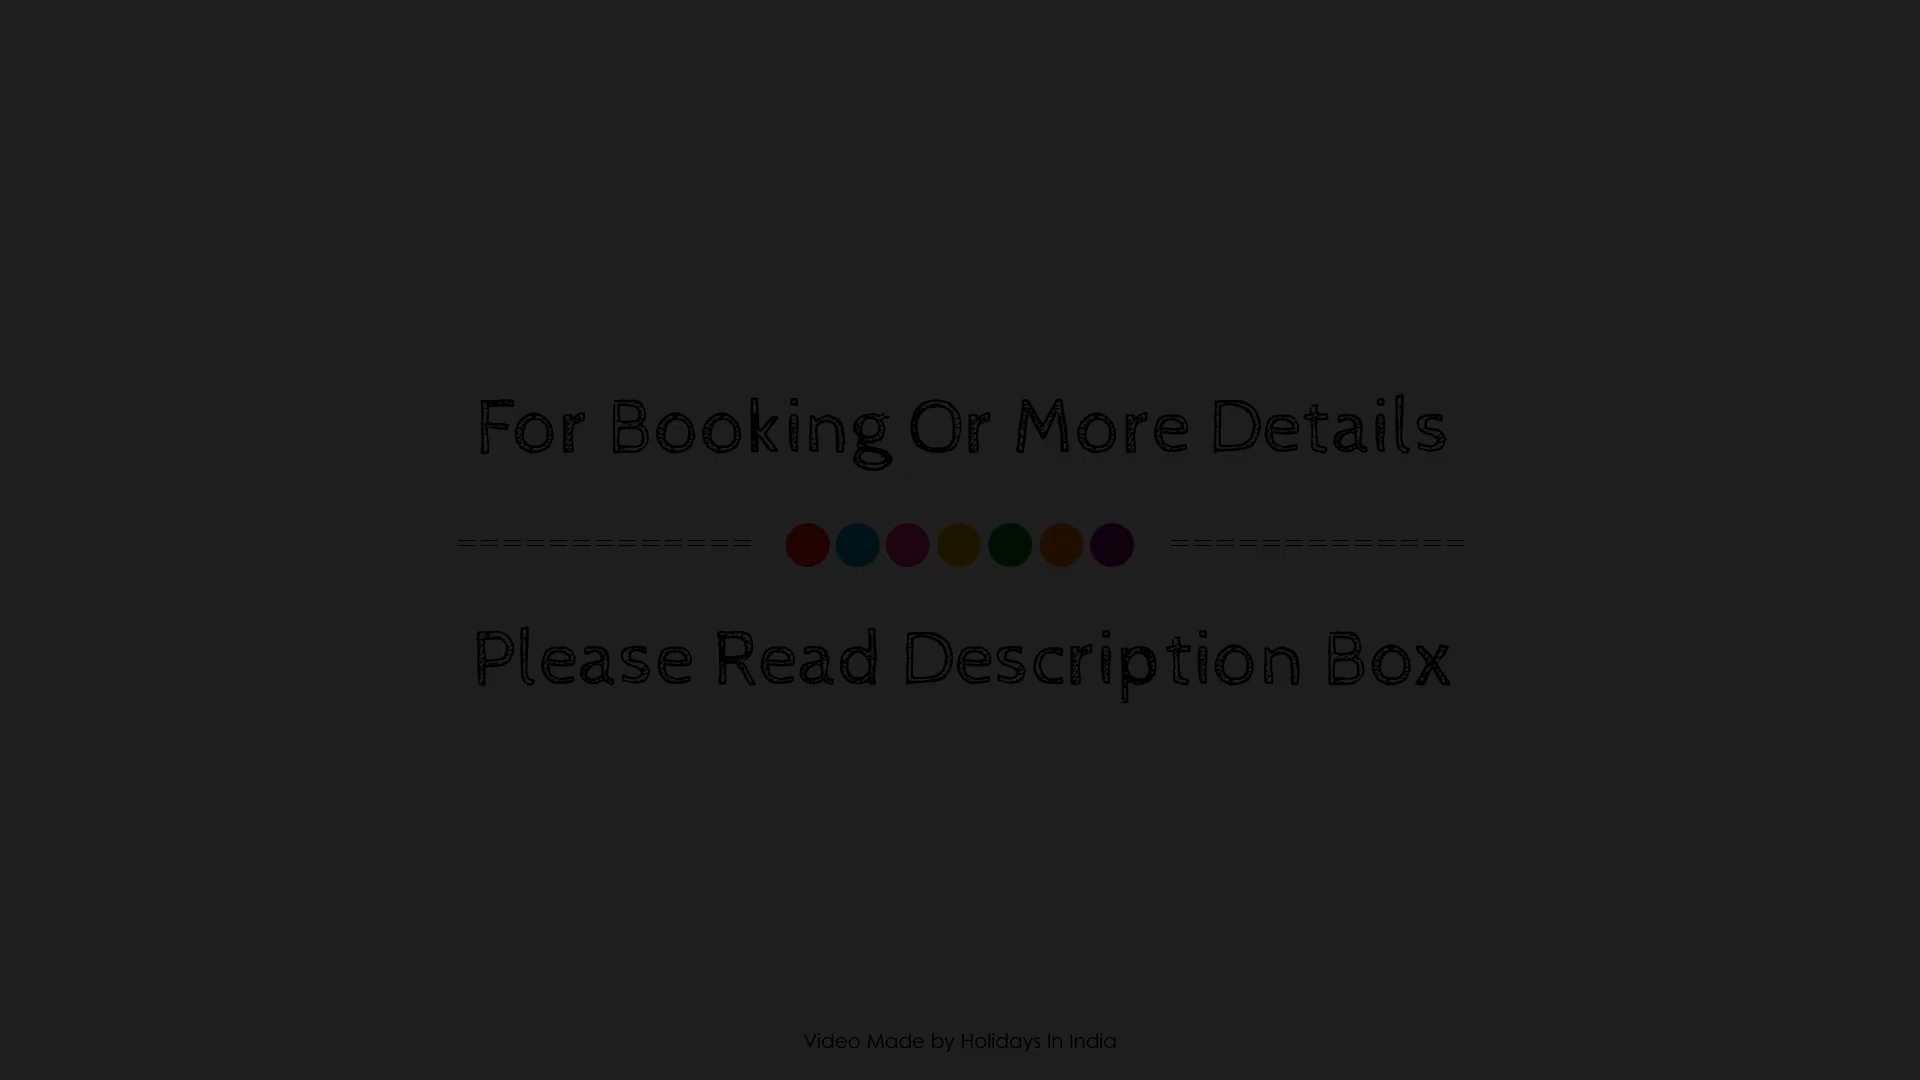 For Booking Or More Details
============= =============
Please Read Description Box
Video Made by Holidays In India